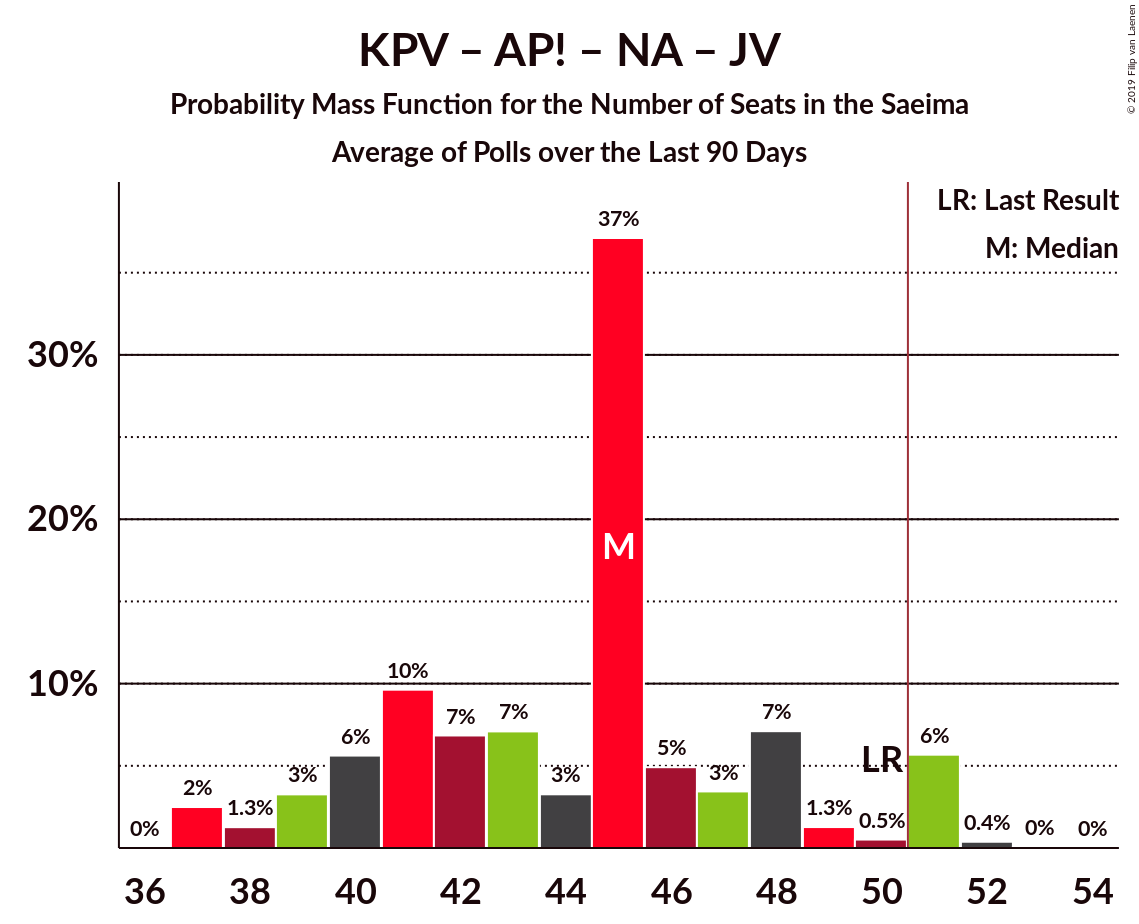 KPV – AP! – NA – JV
Probability Mass Function for the Number of Seats in the Saeima
Average of Polls over the Last 90 Days
© 2019 Filip van Laenen
LR: Last Result
M: Median
30%
20%
10%
0%
2%
1.3%
3%
6%
10%
7%
7%
3%
37%
M
5%
3%
7%
1.3%
0.5%
LR
6%
0.4%
0%
0%
36 38 40 42 44 46 48 50 52 54